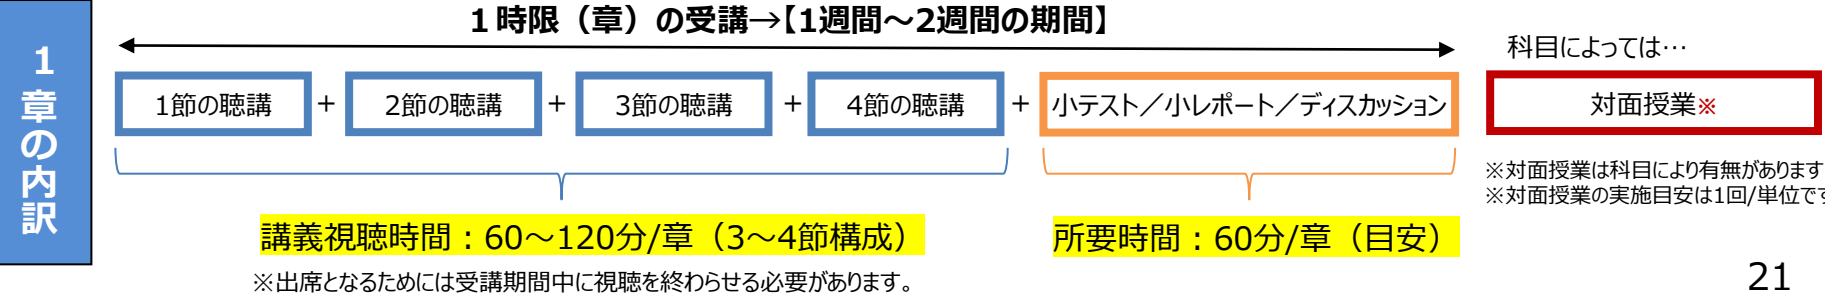 1章の内訳
１時限（章）の受講→【1週間～2週間の期間】
1節の聴講 + 2節の聴講 + 3節の聴講 + 4節の聴講 + 小テスト／小レポート／ディスカッション
科目によっては…
対面授業※
※対面授業は科目により有無があります
※対面授業の実施目安は1回/単位です
講義視聴時間：60～120分/章（3～4節構成）
所要時間：60分/章（目安）
※出席となるためには受講期間中に視聴を終わらせる必要があります。
21